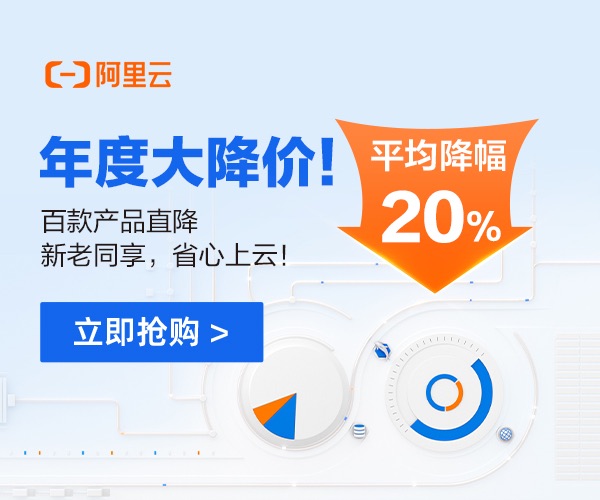 阿里云
年度大降价!
平均降幅
20%
百款产品直降
新老同享，省心上云!
立即抢购 >